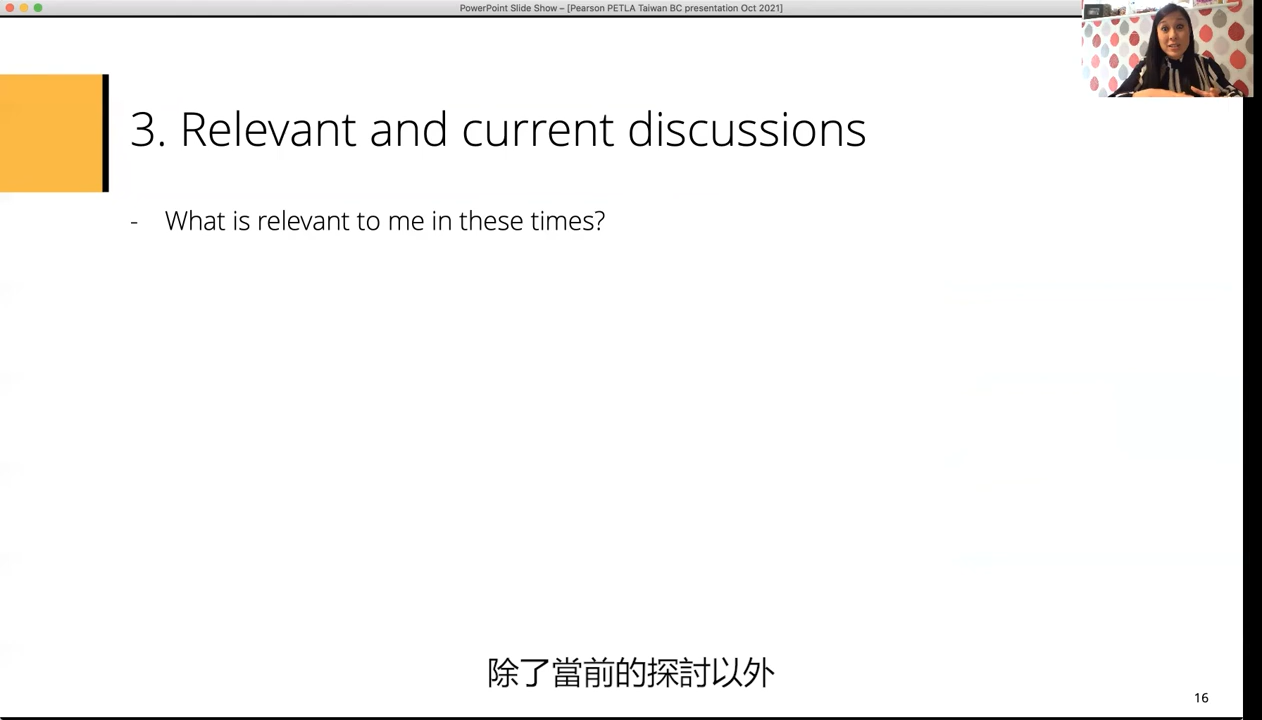 PowerPoint Slide Show – [Pearson PETLA Taiwan BC presentation Oct 2021]
3. Relevant and current discussions
- What is relevant to me in these times?
除了當前的探討以外
16